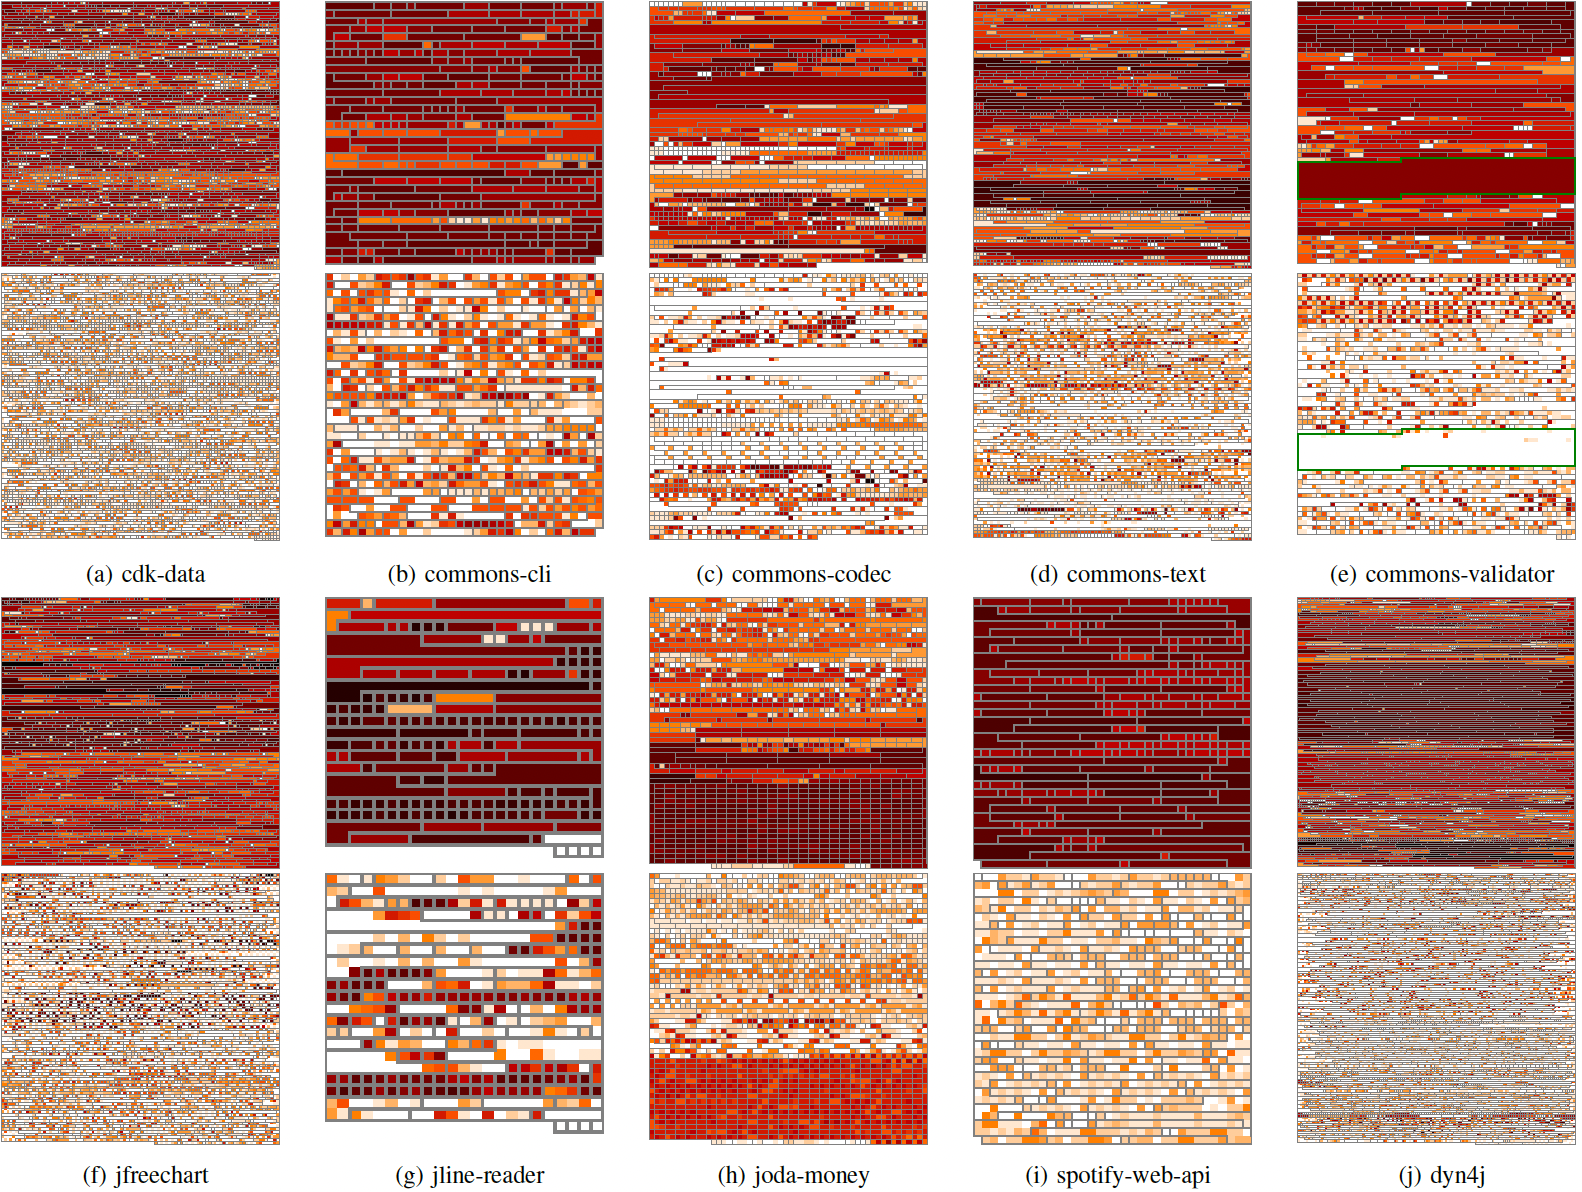 (a) cdk-data
(b) commons-cli
(c) commons-codec
(d) commons-text
(e) commons-validator
(f) jfreechart
(g) jline-reader
(h) joda-money
(i) spotify-web-api
(j) dyn4j